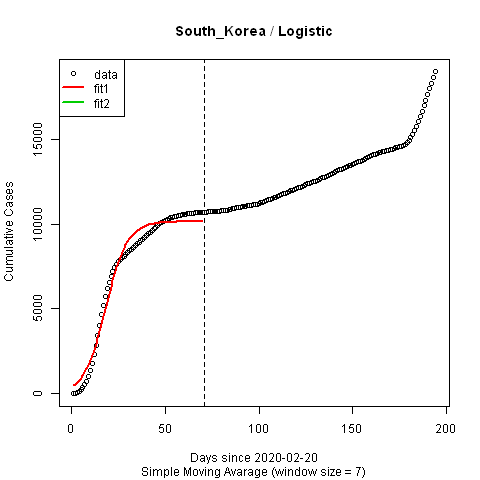 South_Korea / Logistic
data
fit1
fit2
Cumulative Cases
0
5000
10000
15000
0
50
100
150
200
Days since 2020-02-20
Simple Moving Avarage (window size = 7)